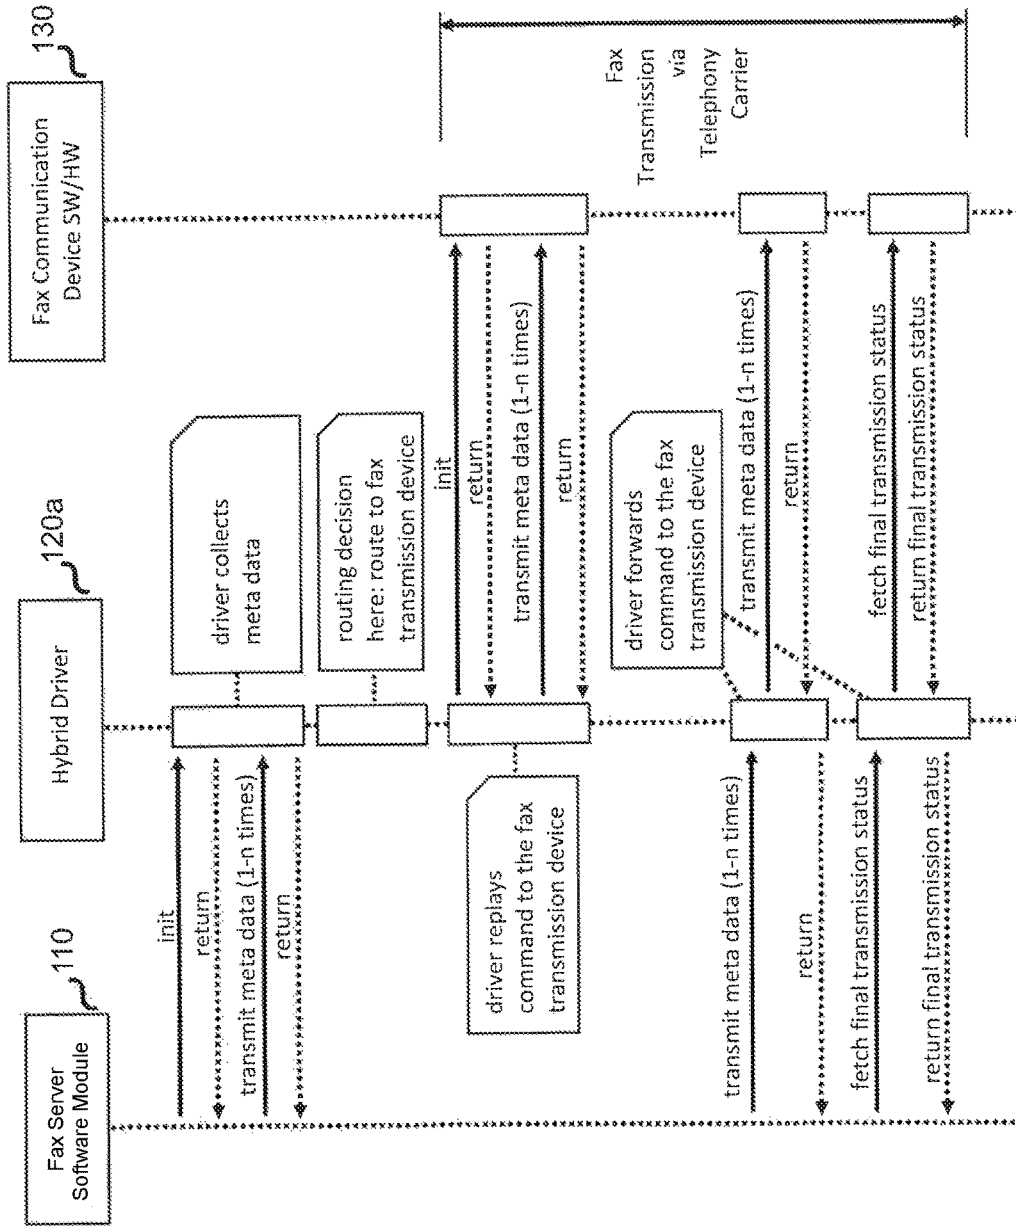 Fax Server
Software Module
110
Hybrid Driver
120a
Fax Communication
Device SW/HW
130
init
return
transmit meta data (1-n times)
return
driver collects
meta data
routing decision
here: route to fax
transmission device
driver replays
command to the fax
transmission device
init
return
transmit meta data (1-n times)
return
Fax
Transmission
via
Telephony
Carrier
driver forwards
command to the fax
transmission device
transmit meta data (1-n times)
return
transmit meta data (1-n times)
return
fetch final transmission status
return final transmission status
fetch final transmission status
return final transmission status